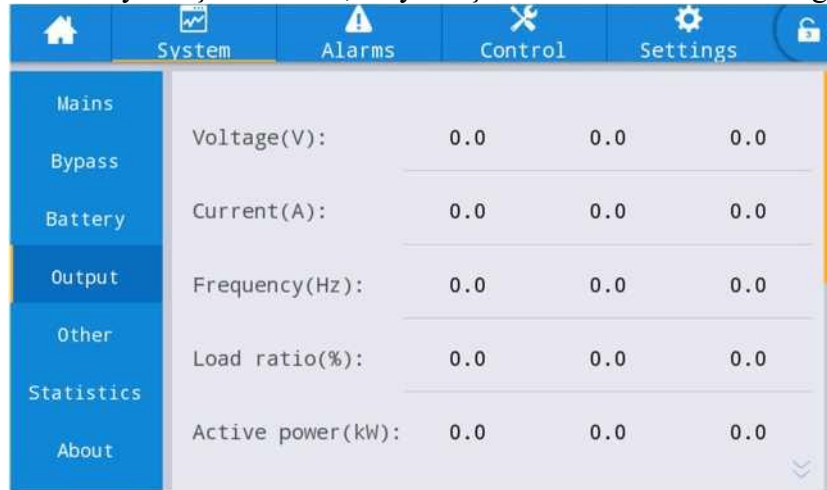 System Alarms Control Settings
3
Mains
Bypass
Battery
Output
Other
Statistics
About
Voltage(V): 0.0 0.0 0.0
Current(A): 0.0 0.0 0.0
Frequency(Hz): 0.0 0.0 0.0
Load ratio(%): 0.0 0.0 0.0
Active power(kW): 0.0 0.0 0.0